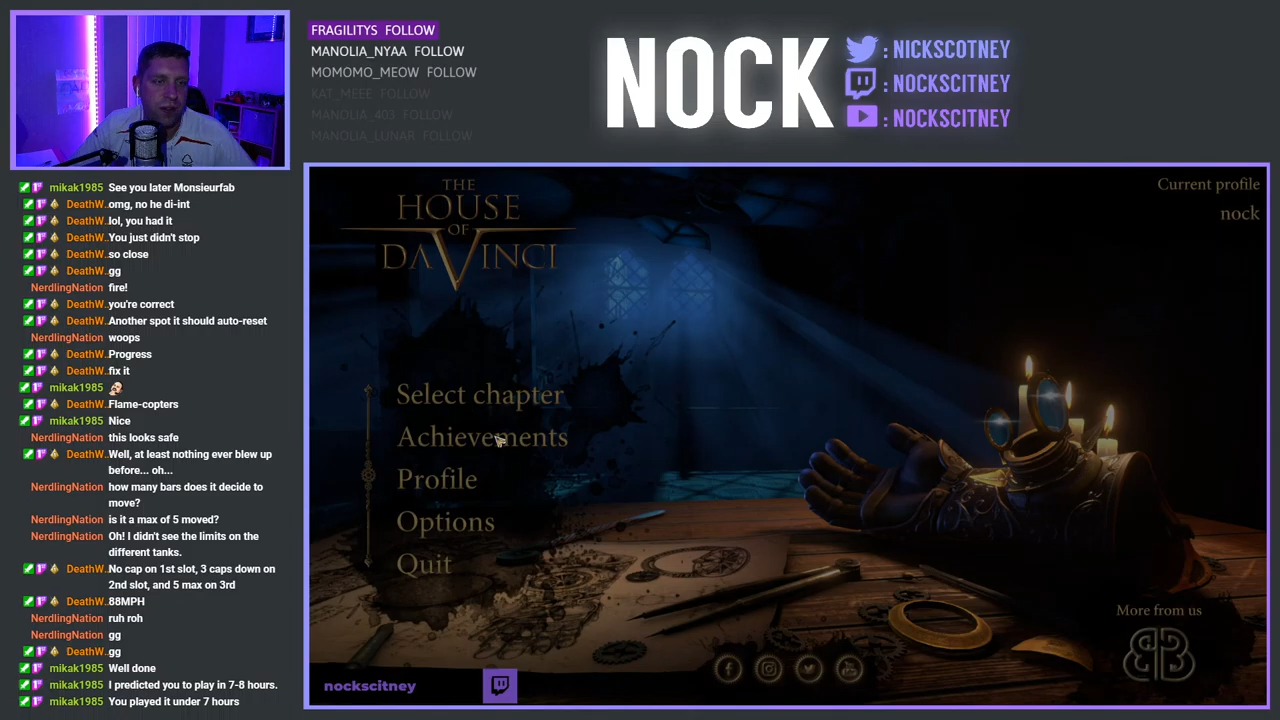 FRAGILITYS FOLLOW
MANOLIA_NYAA FOLLOW
MOMOMO_MEOW FOLLOW
KAT_MEEE FOLLOW
MANOLIA_403 FOLLOW
MANOLIA_LUNAR FOLLOW
NOCK
: NICKSCOTNEY
: NOCKSCITNEY
: NOCKSCITNEY
mikak1985 See you later Monsieurfab
DeathW.. omg, no he di-int
DeathW.. lol, you had it
DeathW.. You just didn't stop
DeathW.. so close
DeathW.. gg
NerdlingNation fire!
DeathW.. you're correct
DeathW.. Another spot it should auto-reset
NerdlingNation woops
DeathW.. Progress
DeathW.. fix it
mikak1985
DeathW.. Flame-copters
mikak1985 Nice
NerdlingNation this looks safe
DeathW.. Well, at least nothing ever blew up
before... oh...
NerdlingNation how many bars does it decide to
move?
NerdlingNation is it a max of 5 moved?
NerdlingNation Oh! I didn't see the limits on the
different tanks.
DeathW.. No cap on 1st slot, 3 caps down on
2nd slot, and 5 max on 3rd
DeathW.. 88MPH
NerdlingNation ruh roh
NerdlingNation gg
DeathW.. gg
mikak1985 Well done
mikak1985 I predicted you to play in 7-8 hours.
mikak1985 You played it under 7 hours
THE
HOUSE
OF
DAVINCI
Current profile
nock
Select chapter
Achievements
Profile
Options
Quit
More from us
nockscitney